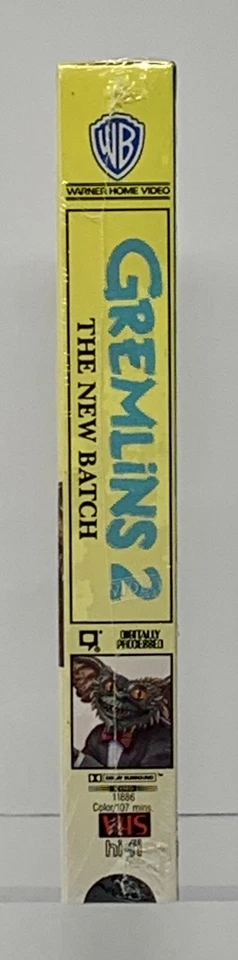 WB
WARNER HOME VIDEO
GREMLINS 2
THE NEW BATCH
DIGITALLY
PROCESSED
DOLBY SURROUND™
11886
Color/107 mins.
VHS
hi-fi